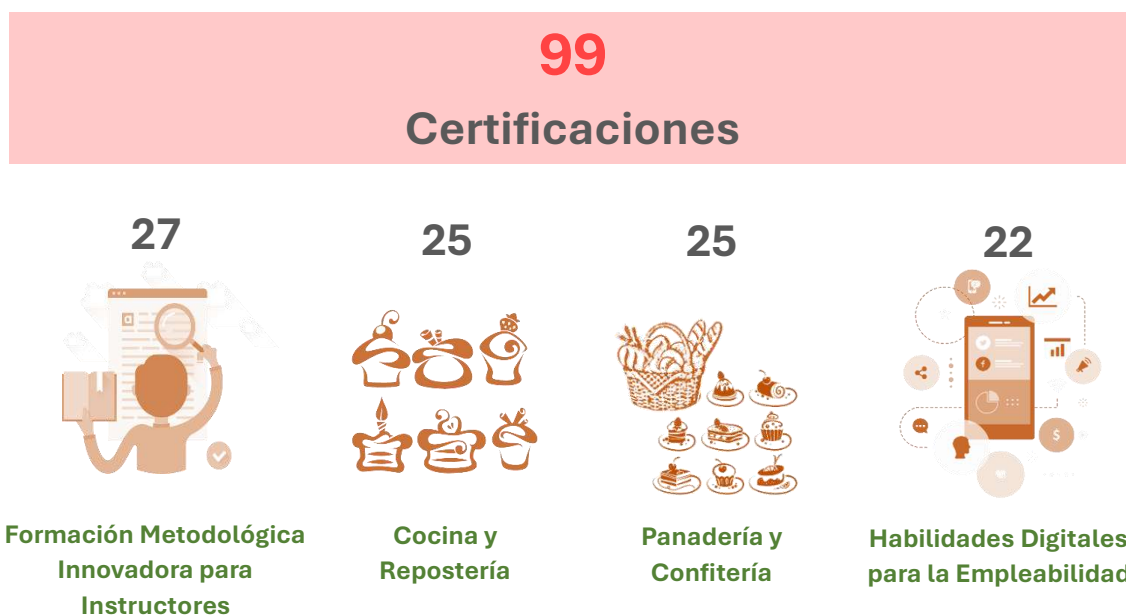 99
Certificaciones
27
25
25
22
Formación Metodológica
Innovadora para
Instructores
Cocina y
Repostería
Panadería y
Confitería
Habilidades Digitales
para la Empleabilidad